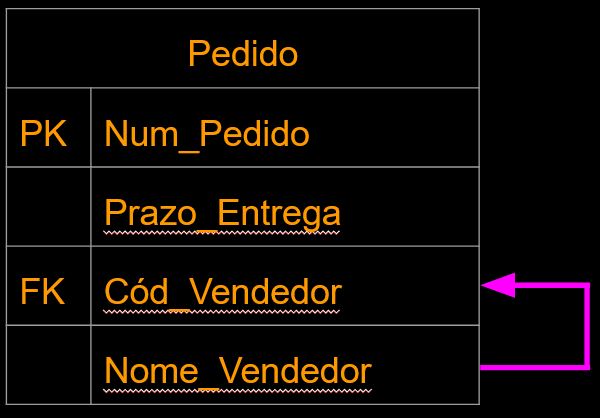 Pedido
PK Num_Pedido
Prazo_Entrega
FK Cód_Vendedor
Nome_Vendedor